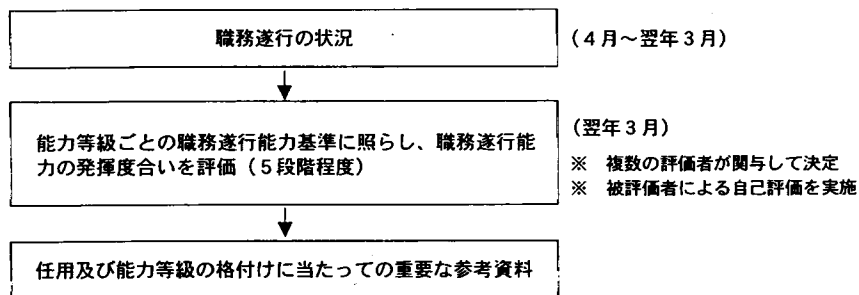 職務遂行の状況
(4月～翌年3月)
能力等級ごとの職務遂行能力基準に照らし、職務遂行能
力の発揮度合いを評価（5段階程度）
(翌年3月)
※ 複数の評価者が関与して決定
※ 被評価者による自己評価を実施
任用及び能力等級の格付けに当たっての重要な参考資料